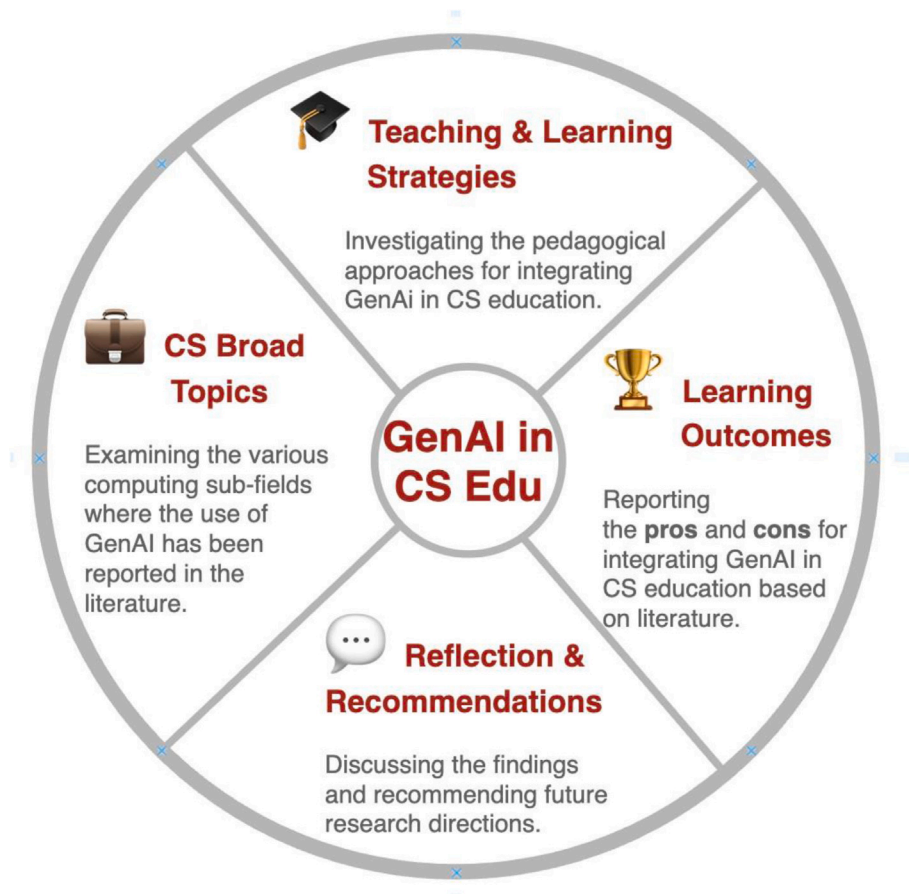 Teaching & Learning
Strategies
Investigating the pedagogical
approaches for integrating
GenAi in CS education.
CS Broad
Topics
Examining the various
computing sub-fields
where the use of
GenAI has been
reported in the
literature.
GenAI in
CS Edu
Learning
Outcomes
Reporting
the pros and cons for
integrating GenAI in
CS education based
on literature.
Reflection &
Recommendations
Discussing the findings
and recommending future
research directions.